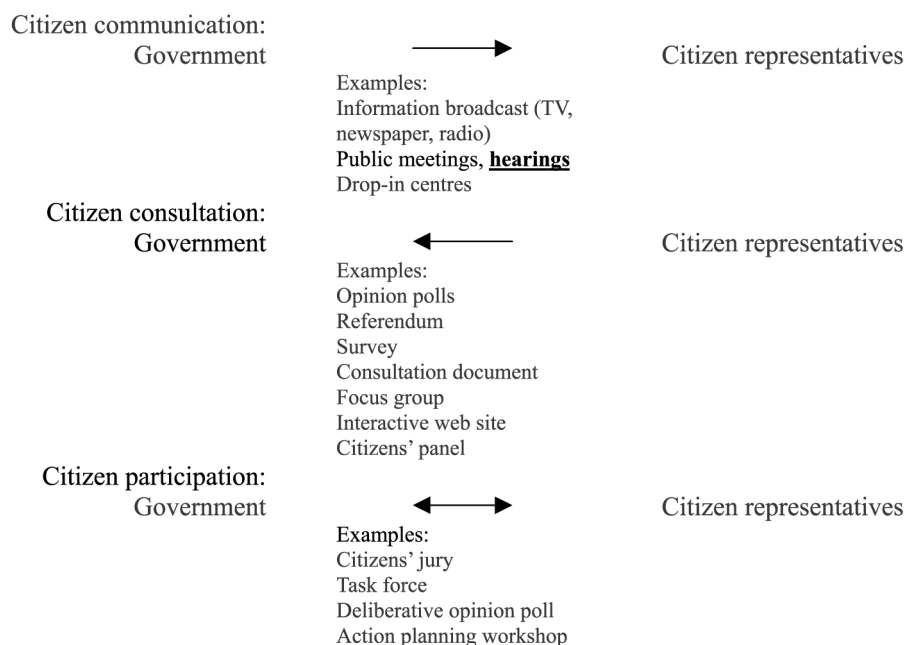 Citizen communication:
Government Citizen representatives
Examples:
Information broadcast (TV,
newspaper, radio)
Public meetings, hearings
Drop-in centres
Citizen consultation:
Government Citizen representatives
Examples:
Opinion polls
Referendum
Survey
Consultation document
Focus group
Interactive web site
Citizens’ panel
Citizen participation:
Government Citizen representatives
Examples:
Citizens’ jury
Task force
Deliberative opinion poll
Action planning workshop